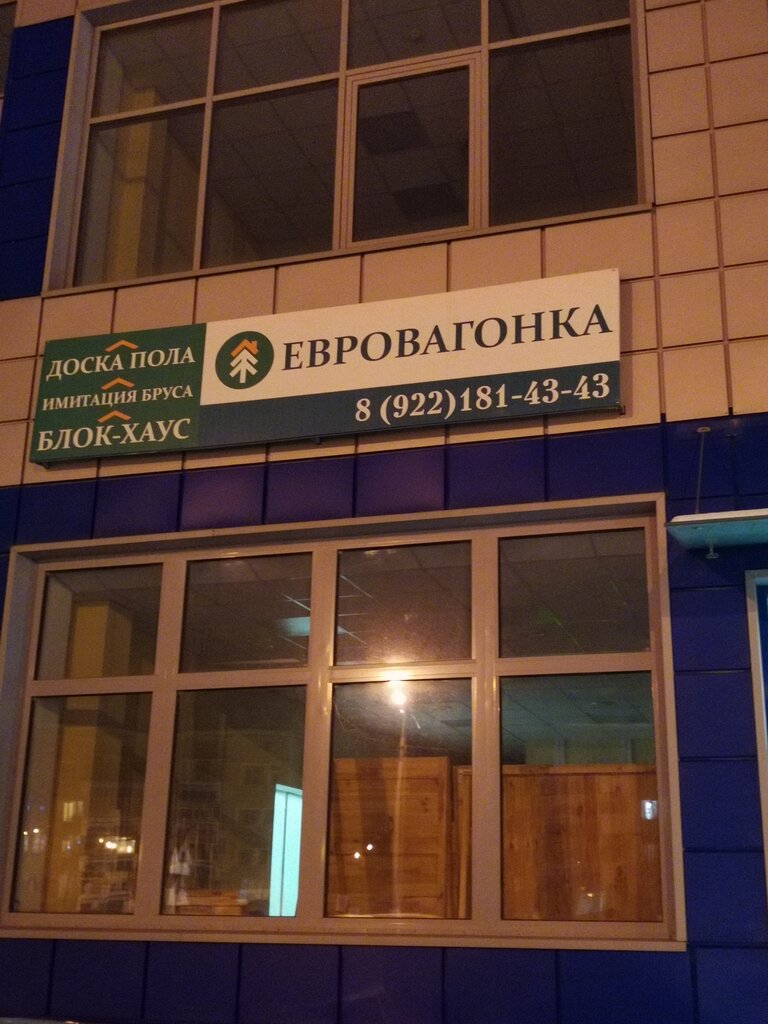 ДОСКА ПОЛА
ИМИТАЦИЯ БРУСА
БЛОК-ХАУС
ЕВРОВАГОНКА
8 (922)181-43-43